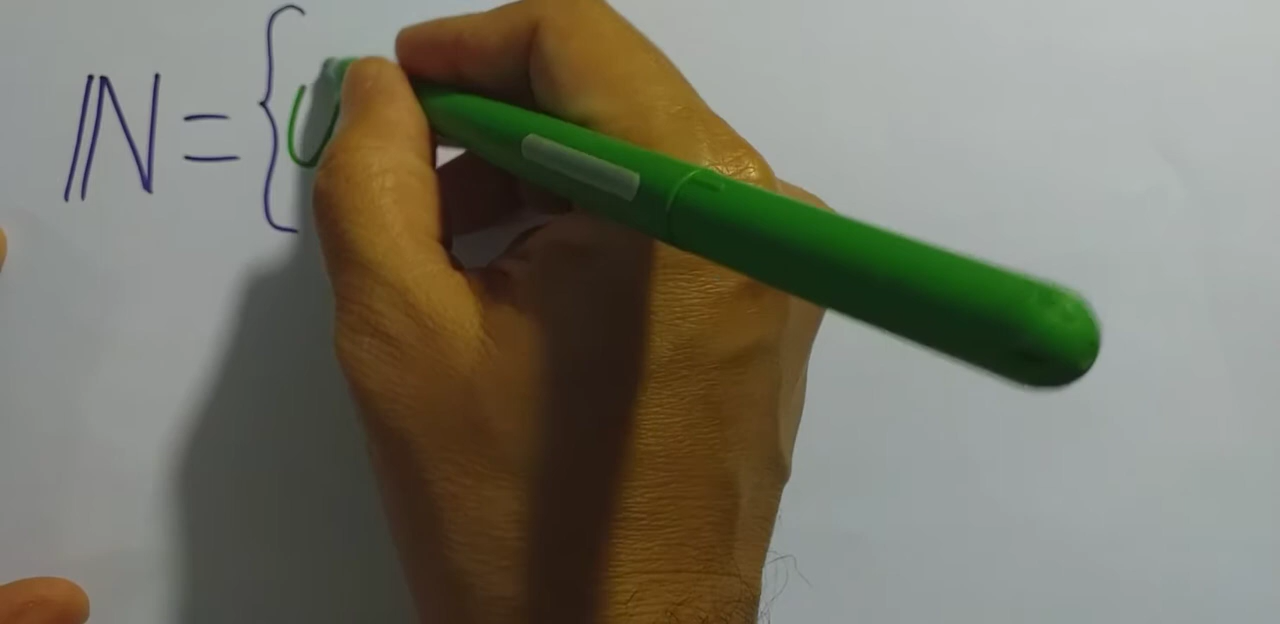 ℕ = {